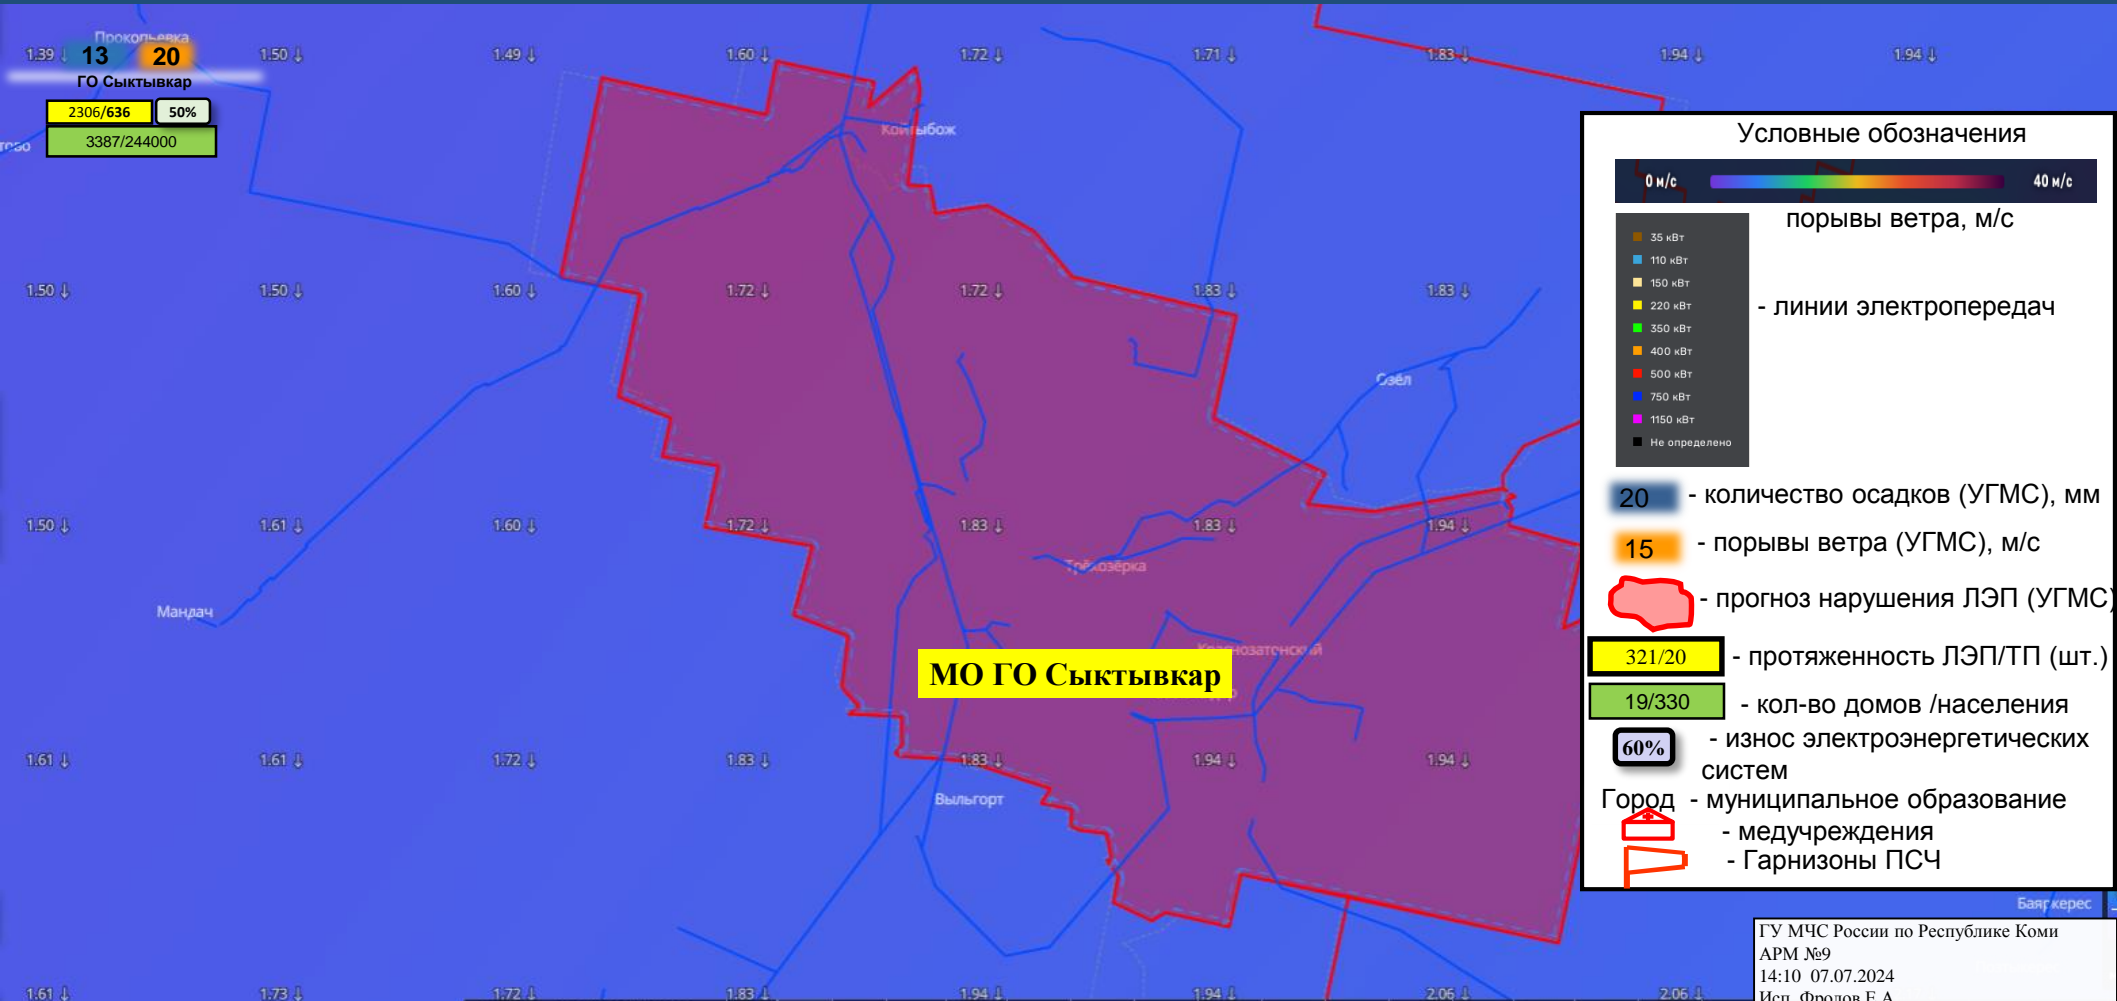 Прокопьевка
1.39 ↓ 13 20 1.50 ↓ 1.49 ↓ 1.60 ↓ 1.72 ↓ 1.71 ↓ 1.83 ↓ 1.94 ↓ 1.94 ↓
ГО Сыктывкар
2306/636 50%
3387/244000
Койтыбож
1.50 ↓ 1.50 ↓ 1.60 ↓ 1.72 ↓ 1.72 ↓ 1.83 ↓ 1.83 ↓
Озёл
1.50 ↓ 1.61 ↓ 1.60 ↓ 1.72 ↓ 1.83 ↓ 1.83 ↓ 1.94 ↓
Трёхозёрка
Мандач
Краснозатонский
МО ГО Сыктывкар
1.61 ↓ 1.61 ↓ 1.72 ↓ 1.83 ↓ 1.83 ↓ 1.94 ↓ 1.94 ↓
Выльгорт
1.61 ↓ 1.73 ↓ 1.72 ↓ 1.83 ↓ 1.94 ↓ 1.94 ↓ 2.06 ↓ 2.06 ↓
Условные обозначения
0 м/с 40 м/с
порывы ветра, м/с
35 кВт
110 кВт
150 кВт
220 кВт
350 кВт
400 кВт
500 кВт
750 кВт
1150 кВт
Не определено
- линии электропередач
20 - количество осадков (УГМС), мм
15 - порывы ветра (УГМС), м/с
- прогноз нарушения ЛЭП (УГМС)
321/20 - протяженность ЛЭП/ТП (шт.)
19/330 - кол-во домов /населения
60% - износ электроэнергетических
систем
Город - муниципальное образование
- медучреждения
- Гарнизоны ПСЧ
Баяркерес
ГУ МЧС России по Республике Коми
АРМ №9
14:10 07.07.2024
Исп. Фролов Е.А.